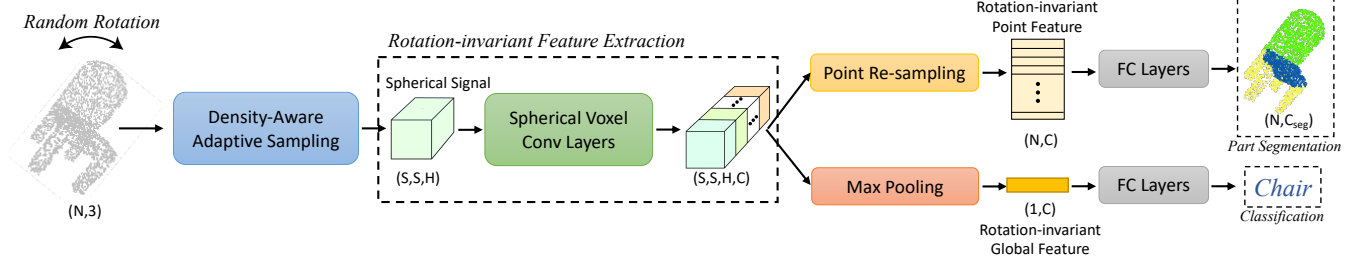 Random Rotation
(N,3)
Density-Aware
Adaptive Sampling
Rotation-invariant Feature Extraction
Spherical Signal
(S,S,H)
Spherical Voxel
Conv Layers
(S,S,H,C)
Point Re-sampling
Rotation-invariant
Point Feature
(N,C)
FC Layers
(N,Cseg)
Part Segmentation
Max Pooling
(1,C)
Rotation-invariant
Global Feature
FC Layers
Chair
Classification